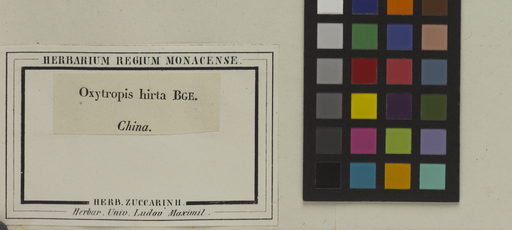 HERBARIUM REGIUM MONACENSE.
Oxytropis hirta BGE.
China.
HERB. ZUCCARINII.
Herbar. Univ. Ludov. Maximil.